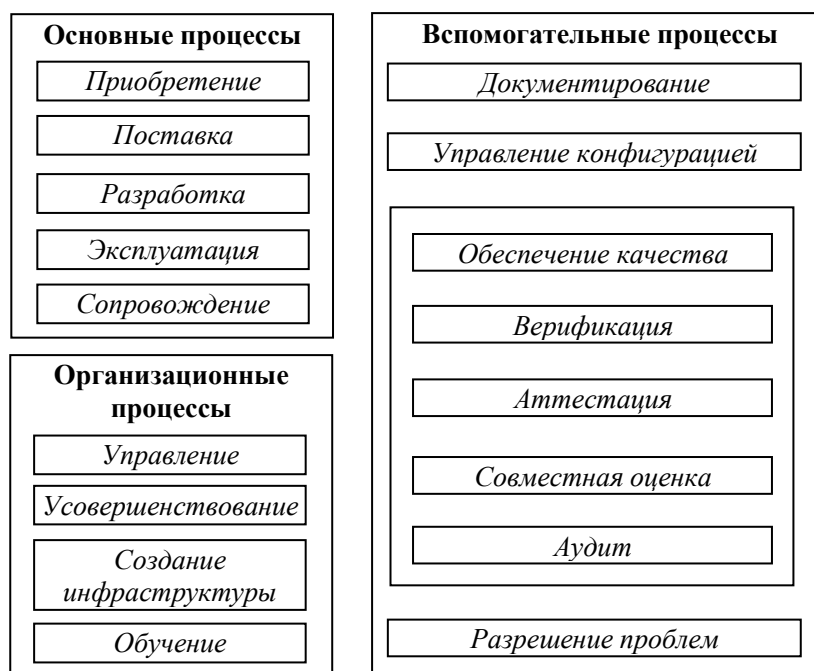 Основные процессы
Приобретение
Поставка
Разработка
Эксплуатация
Сопровождение
Организационные
процессы
Управление
Усовершенствование
Создание
инфраструктуры
Обучение
Вспомогательные процессы
Документирование
Управление конфигурацией
Обеспечение качества
Верификация
Аттестация
Совместная оценка
Аудит
Разрешение проблем